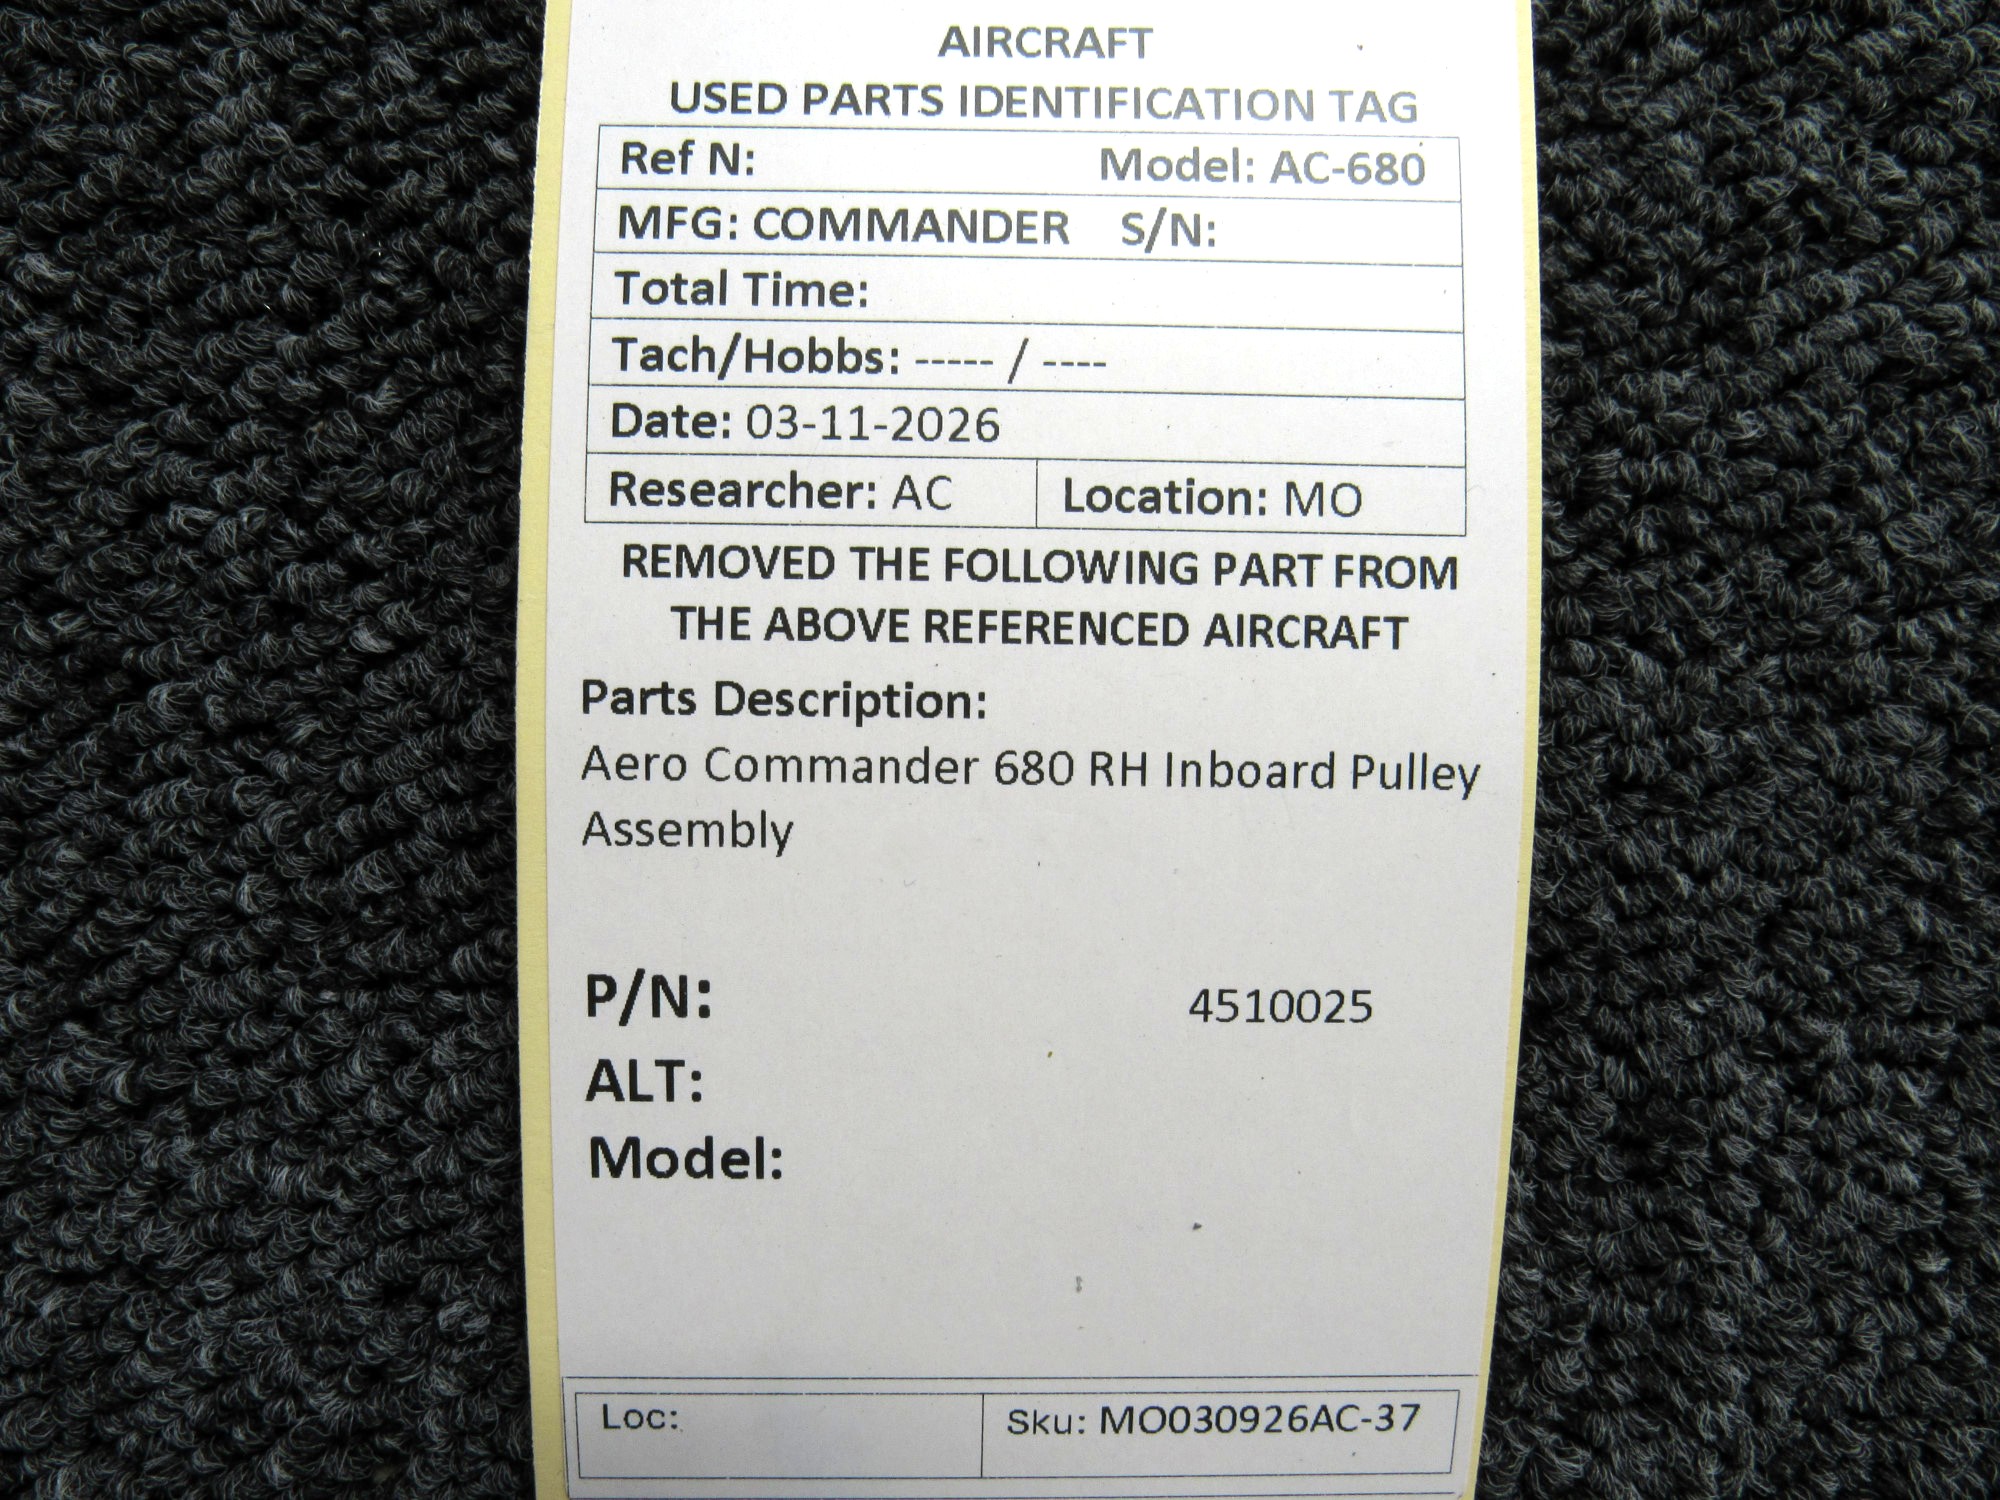 AIRCRAFT
USED PARTS IDENTIFICATION TAG
Ref N: Model: AC-680
MFG: COMMANDER S/N:
Total Time:
Tach/Hobbs: ----- / ----
Date: 03-11-2026
Researcher: AC Location: MO
REMOVED THE FOLLOWING PART FROM
THE ABOVE REFERENCED AIRCRAFT
Parts Description:
Aero Commander 680 RH Inboard Pulley
Assembly
P/N: 4510025
ALT:
Model:
Loc: Sku: MO030926AC-37